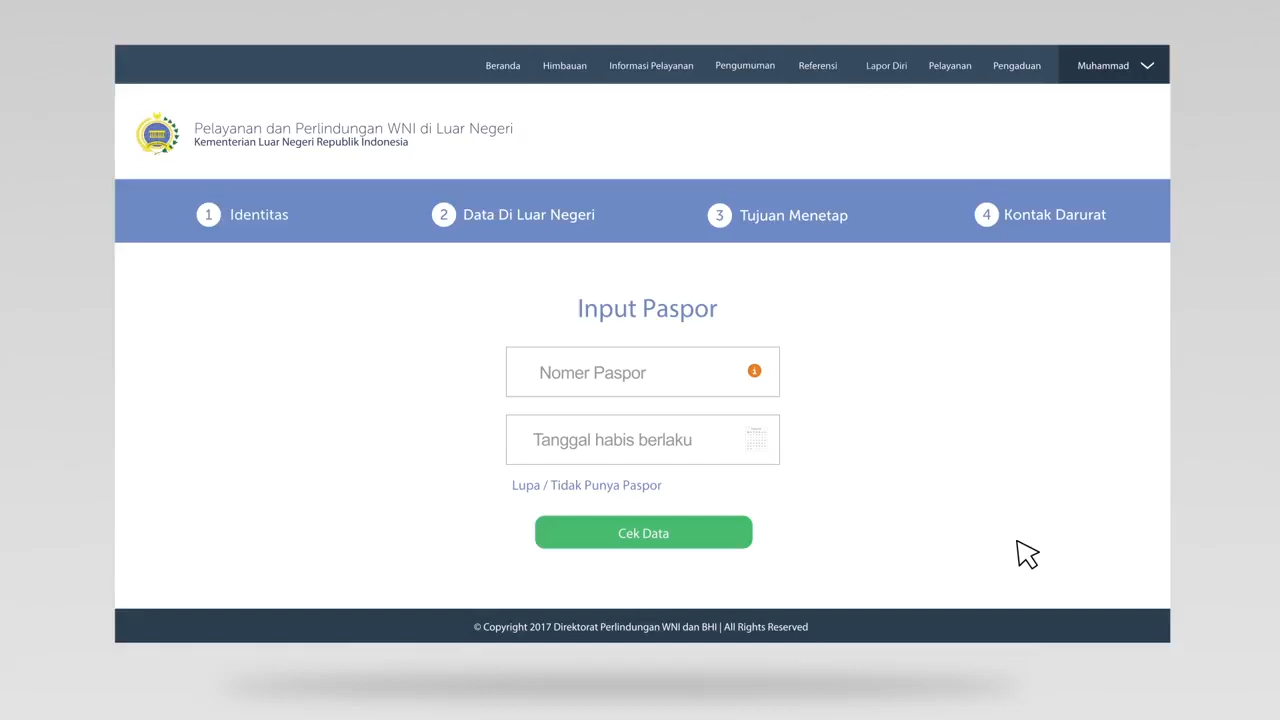 Beranda Himbauan Informasi Pelayanan Pengumuman Referensi Lapor Diri Pelayanan Pengaduan Muhammad
Pelayanan dan Perlindungan WNI di Luar Negeri
Kementerian Luar Negeri Republik Indonesia
1 Identitas 2 Data Di Luar Negeri 3 Tujuan Menetap 4 Kontak Darurat
Input Paspor
Nomer Paspor
Tanggal habis berlaku
Lupa / Tidak Punya Paspor
Cek Data
© Copyright 2017 Direktorat Perlindungan WNI dan BHI | All Rights Reserved